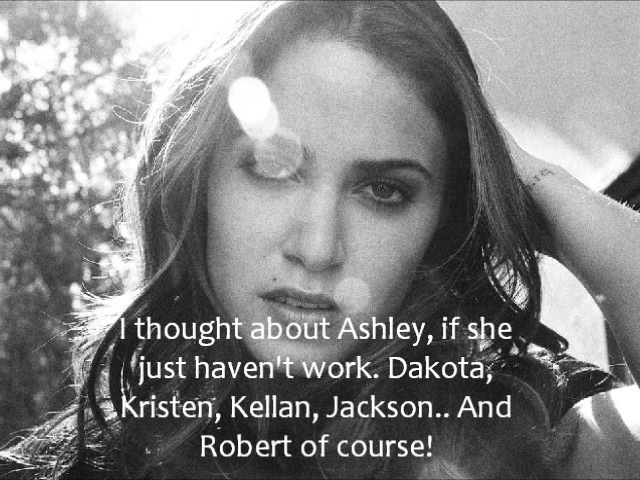 I thought about Ashley, if she
just haven't work. Dakota,
Kristen, Kellan, Jackson.. And
Robert of course!